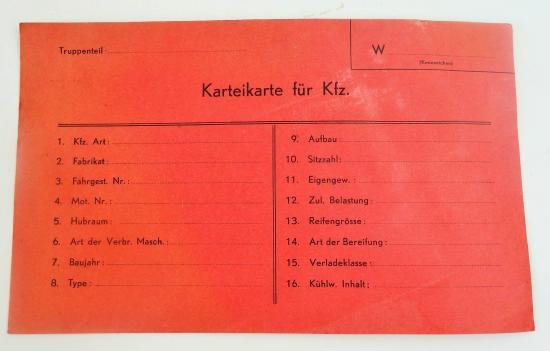 Truppenteil:
W
(Kennzeichen)
Karteikarte für Kfz.
1. Kfz. Art:
2. Fabrikat:
3. Fahrgest. Nr.:
4. Mot. Nr.:
5. Hubraum:
6. Art der Verbr. Masch.:
7. Baujahr:
8. Type:
9. Aufbau:
10. Sitzzahl:
11. Eigengew.:
12. Zul. Belastung:
13. Reifengrösse:
14. Art der Bereifung:
15. Verladeklasse:
16. Kühlw. Inhalt: